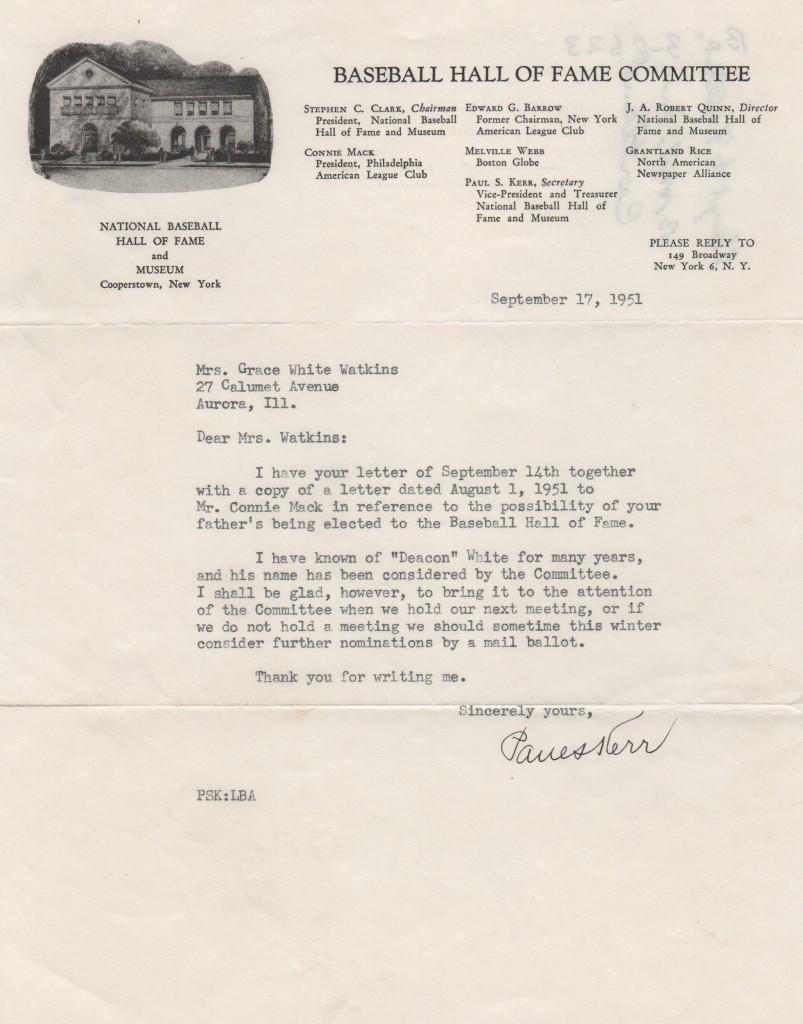 BASEBALL HALL OF FAME COMMITTEE
STEPHEN C. CLARK, Chairman
President, National Baseball
Hall of Fame and Museum
CONNIE MACK
President, Philadelphia
American League Club
EDWARD G. BARROW
Former Chairman, New York
American League Club
MELVILLE WEBB
Boston Globe
PAUL S. KERR, Secretary
Vice-President and Treasurer
National Baseball Hall of
Fame and Museum
J. A. ROBERT QUINN, Director
National Baseball Hall of
Fame and Museum
GRANTLAND RICE
North American
Newspaper Alliance
NATIONAL BASEBALL
HALL OF FAME
and
MUSEUM
Cooperstown, New York
PLEASE REPLY TO
149 Broadway
New York 6, N. Y.
September 17, 1951
Mrs. Grace White Watkins
27 Calumet Avenue
Aurora, Ill.
Dear Mrs. Watkins:
I have your letter of September 14th together
with a copy of a letter dated August 1, 1951 to
Mr. Connie Mack in reference to the possibility of your
father's being elected to the Baseball Hall of Fame.
I have known of "Deacon" White for many years,
and his name has been considered by the Committee.
I shall be glad, however, to bring it to the attention
of the Committee when we hold our next meeting, or if
we do not hold a meeting we should sometime this winter
consider further nominations by a mail ballot.
Thank you for writing me.
Sincerely yours,
Paul S Kerr
PSK:LBA